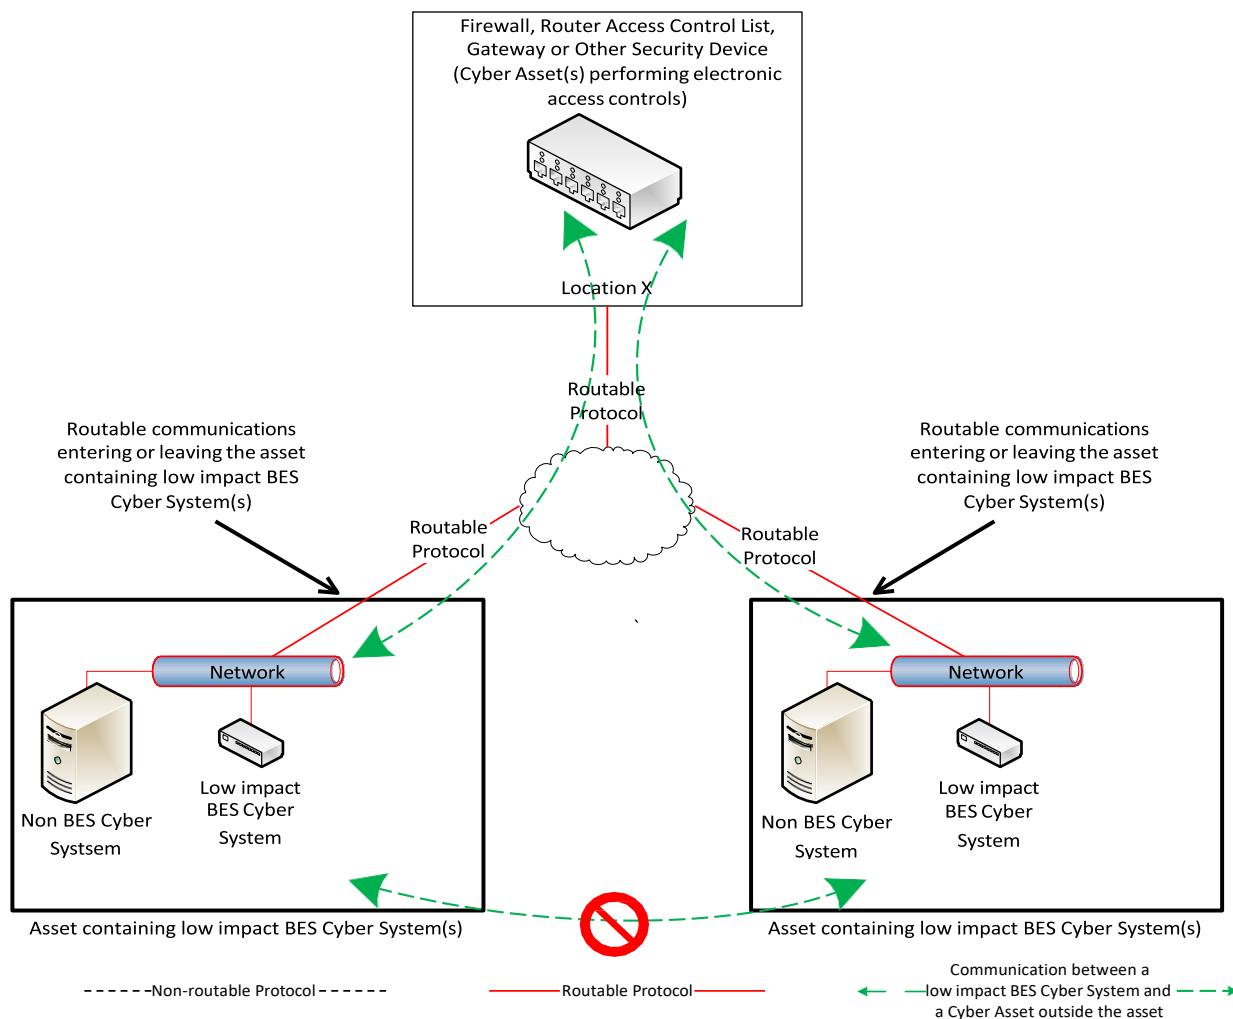 Firewall, Router Access Control List,
Gateway or Other Security Device
(Cyber Asset(s) performing electronic
access controls)
Location X
Routable
Protocol
Routable communications
entering or leaving the asset
containing low impact BES
Cyber System(s)
Routable communications
entering or leaving the asset
containing low impact BES
Cyber System(s)
Routable
Protocol
Routable
Protocol
`
Network
Network
Low impact
BES Cyber
System
Non BES Cyber
Systsem
Low impact
BES Cyber
System
Non BES Cyber
System
Asset containing low impact BES Cyber System(s)
Asset containing low impact BES Cyber System(s)
Non-routable Protocol
Routable Protocol
Communication between a
low impact BES Cyber System and
a Cyber Asset outside the asset